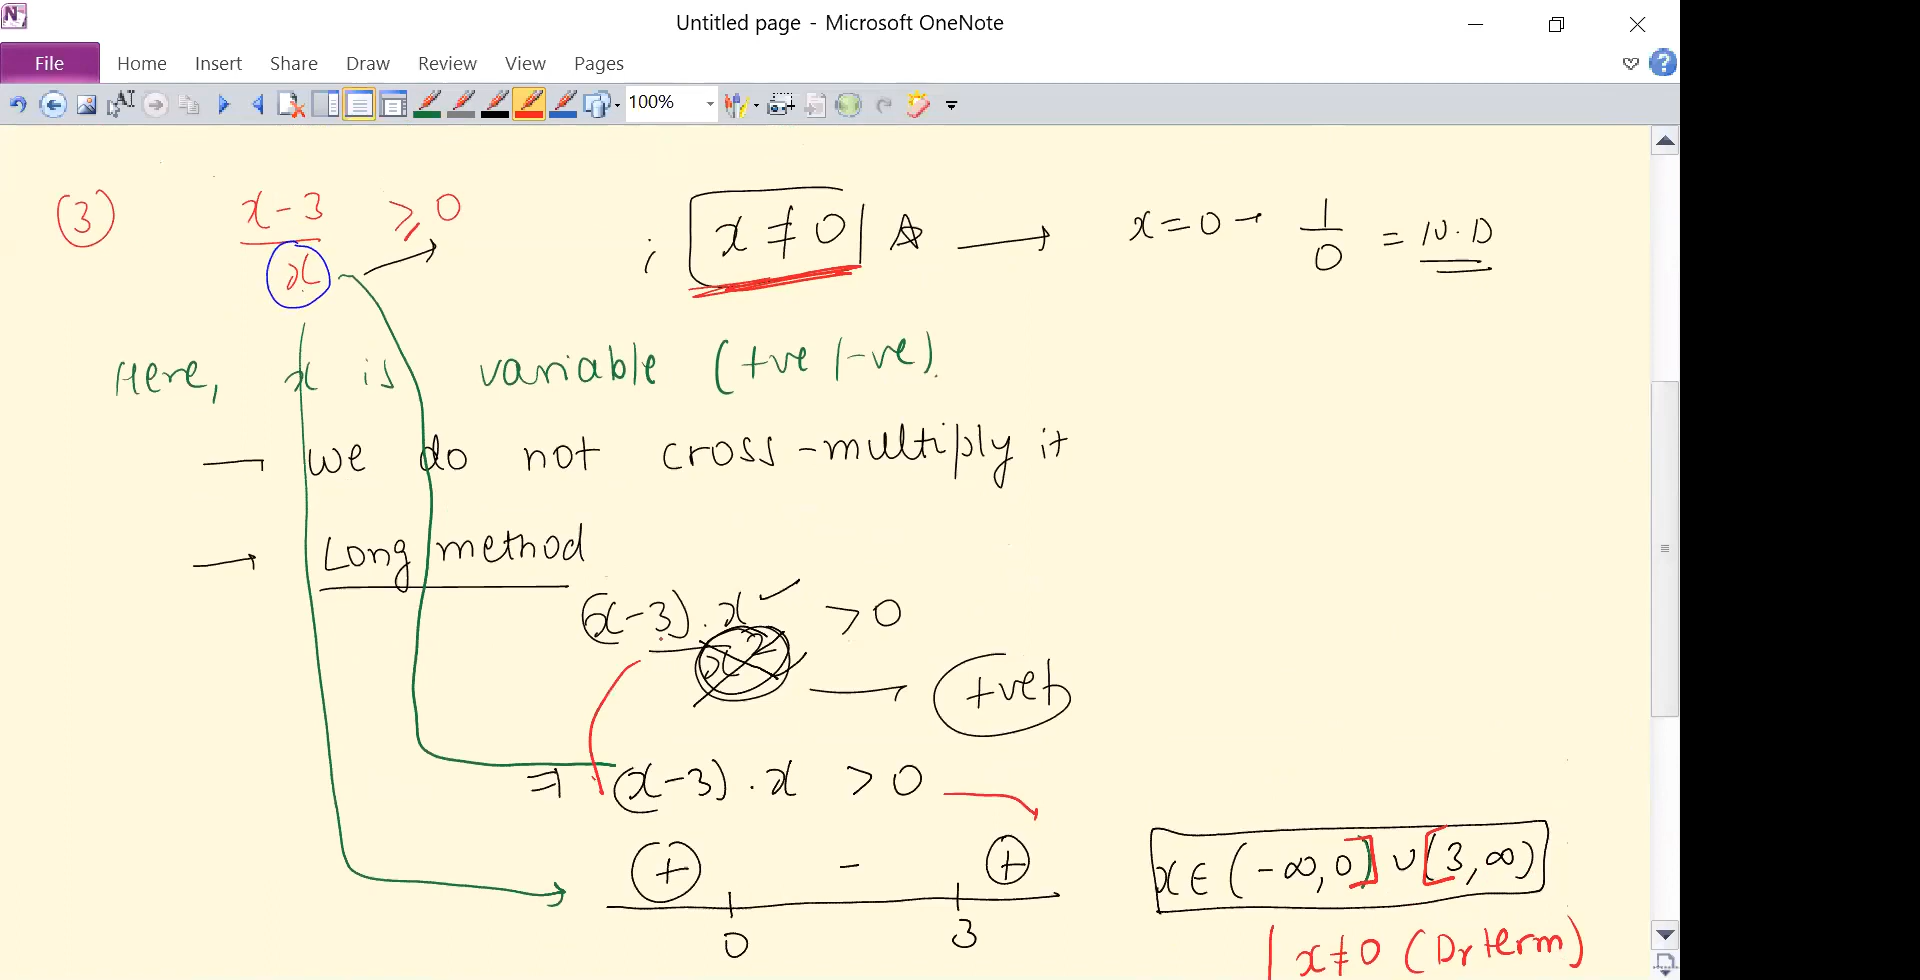 Untitled page - Microsoft OneNote
File Home Insert Share Draw Review View Pages
100%
(3) x-3 / x ≥ 0 ; x ≠ 0 → x=0 → 1/0 = N.D
Here, x is variable (+ve/-ve).
— we do not cross-multiply it
→ Long method
(x-3).x / x² > 0
→ +ve
⇒ (x-3).x > 0
+ - +
0 3
x ∈ (-∞,0] ∪ [3,∞)
x≠0 (Dr term)